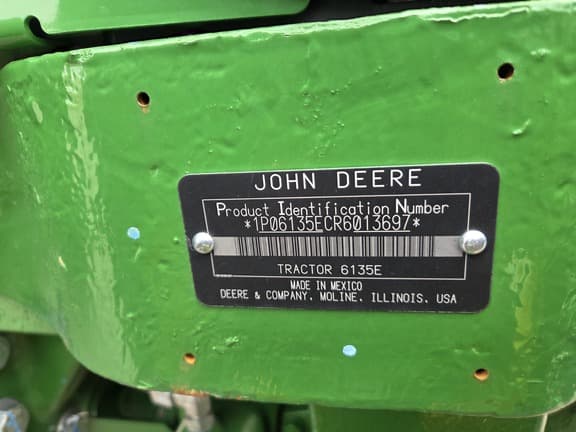 JOHN DEERE
Product Identification Number
*1P06135ECR6013697*
TRACTOR 6135E
MADE IN MEXICO
DEERE & COMPANY, MOLINE, ILLINOIS, USA